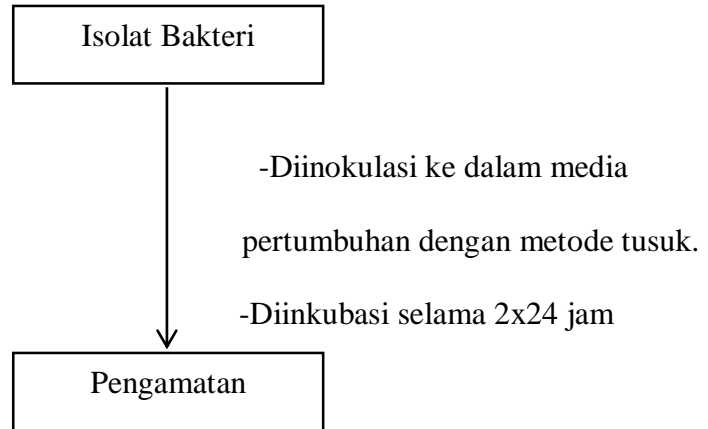 Isolat Bakteri
-Diinokulasi ke dalam media
pertumbuhan dengan metode tusuk.
-Diinkubasi selama 2x24 jam
Pengamatan